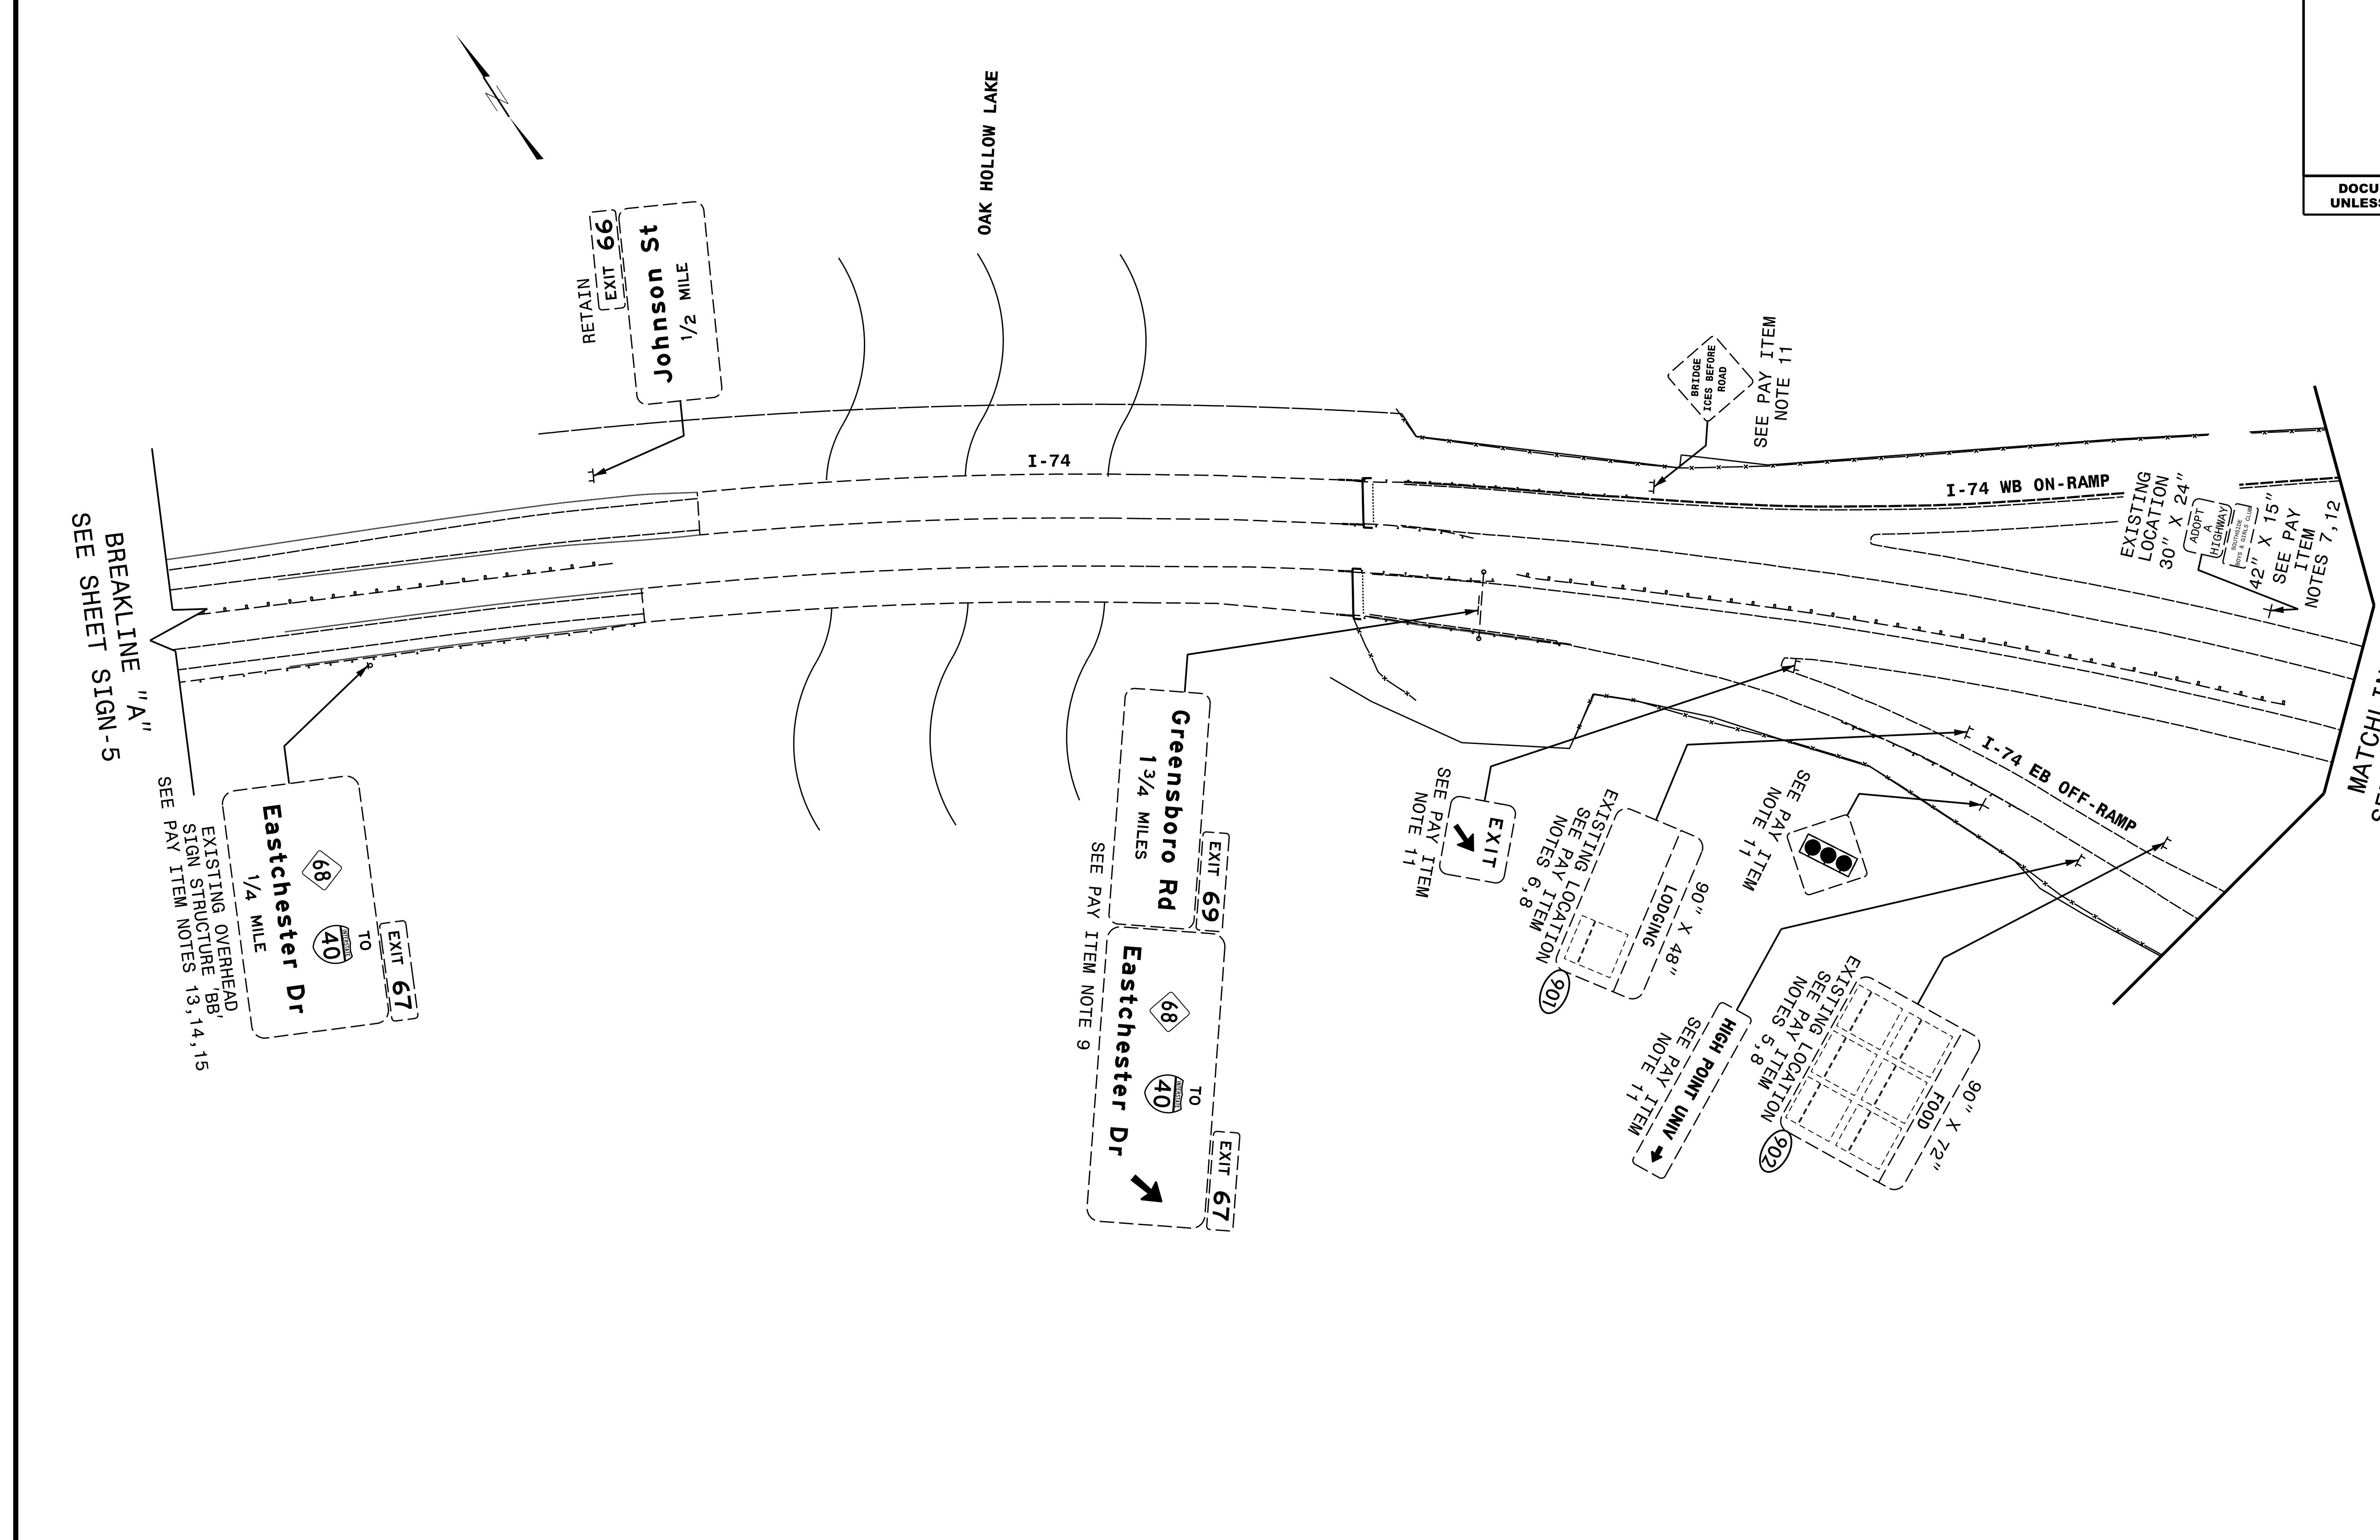 DOCU
UNLESS
OAK HOLLOW LAKE
RETAIN
EXIT 66
Johnson St
1/2 MILE
I-74
BRIDGE
ICES BEFORE
ROAD
SEE PAY ITEM
NOTE 11
I-74 WB ON-RAMP
EXISTING
LOCATION
30" X 24"
ADOPT
A
HIGHWAY
SOUTHSIDE
BOYS & GIRLS CLUB
42" X 15"
SEE PAY
ITEM
NOTES 7,12
BREAKLINE "A"
SEE SHEET SIGN-5
EXIT 67
TO
68 INTERSTATE 40
Eastchester Dr
1/4 MILE
EXISTING OVERHEAD
SIGN STRUCTURE 'BB'
SEE PAY ITEM NOTES 13,14,15
EXIT 69
Greensboro Rd
1 3/4 MILES
EXIT 67
TO
68 INTERSTATE 40
Eastchester Dr
SEE PAY ITEM NOTE 9
EXIT
SEE PAY ITEM
NOTE 11
90" X 48"
LODGING
EXISTING LOCATION
SEE PAY ITEM
NOTES 6,8
901
SEE PAY ITEM
NOTE 11
I-74 EB OFF-RAMP
HIGH POINT UNIV
SEE PAY ITEM
NOTE 11
90" X 72"
FOOD
EXISTING LOCATION
SEE PAY ITEM
NOTES 5,8
902
MATCHLIN